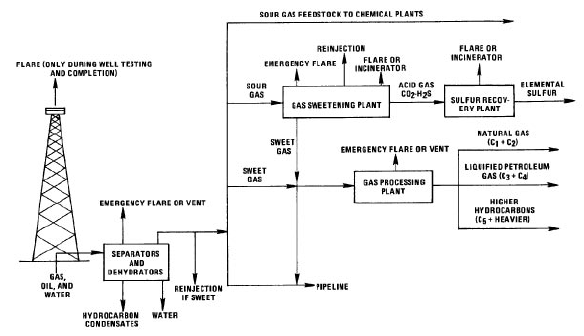 SOUR GAS FEEDSTOCK TO CHEMICAL PLANTS
FLARE (ONLY DURING WELL TESTING
AND COMPLETION)
EMERGENCY FLARE
REINJECTION
FLARE OR
INCINERATOR
FLARE OR
INCINERATOR
SOUR
GAS
GAS SWEETENING PLANT
ACID GAS
CO2-H2S
SULFUR RECOV-
ERY PLANT
ELEMENTAL
SULFUR
SWEET
GAS
SWEET
GAS
EMERGENCY FLARE OR VENT
GAS PROCESSING
PLANT
NATURAL GAS
(C1 + C2)
LIQUIFIED PETROLEUM
GAS (C3 + C4)
HIGHER
HYDROCARBONS
(C5 + HEAVIER)
EMERGENCY FLARE OR VENT
SEPARATORS
AND
DEHYDRATORS
GAS,
OIL, AND
WATER
HYDROCARBON
CONDENSATES
WATER
REINJECTION
IF SWEET
PIPELINE